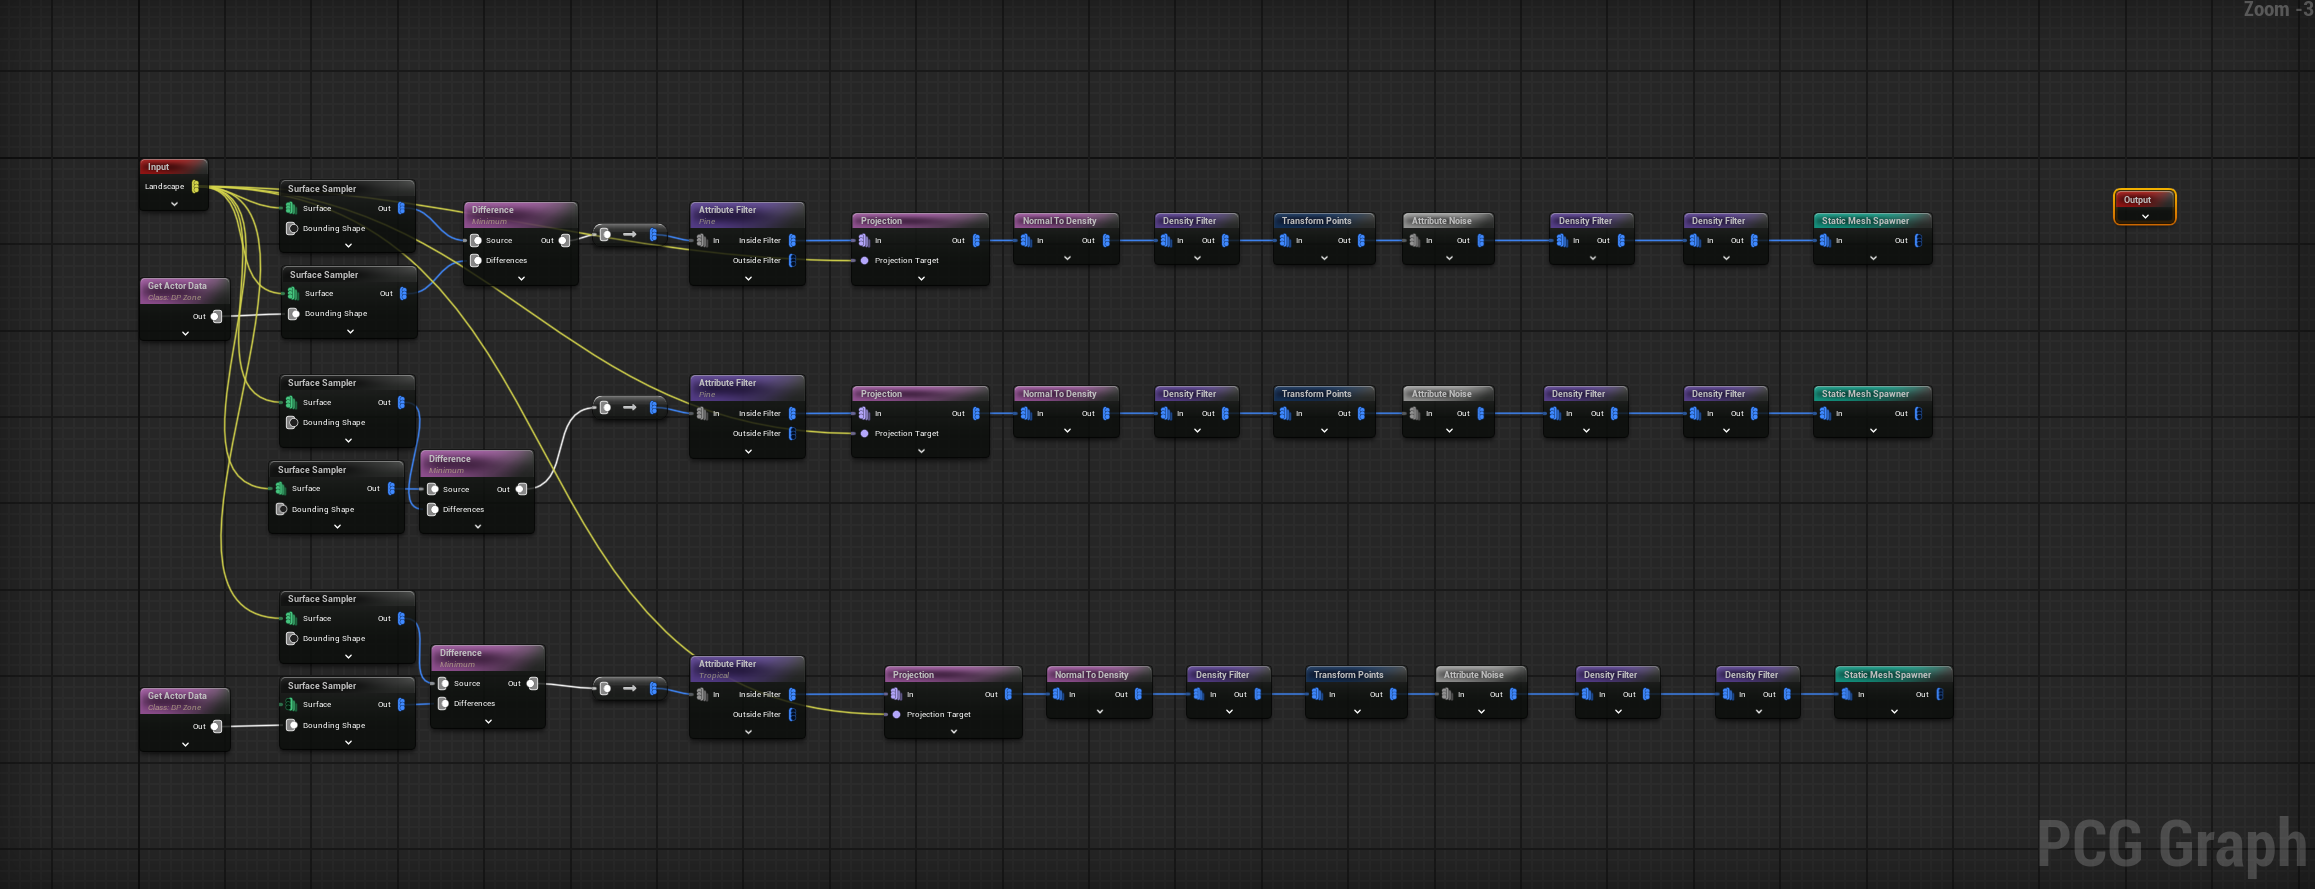 Zoom -3
Input
Landscape
Surface Sampler
Surface Out
Bounding Shape
Get Actor Data
Class: BP Zone
Out
Surface Sampler
Surface Out
Bounding Shape
Difference
Minimum
Source Out
Differences
Attribute Filter
Pine
In Inside Filter
Outside Filter
Projection
In Out
Projection Target
Normal To Density
In Out
Density Filter
In Out
Transform Points
In Out
Attribute Noise
In Out
Density Filter
In Out
Density Filter
In Out
Static Mesh Spawner
In Out
Output
Surface Sampler
Surface Out
Bounding Shape
Surface Sampler
Surface Out
Bounding Shape
Difference
Minimum
Source Out
Differences
Attribute Filter
Pine
In Inside Filter
Outside Filter
Projection
In Out
Projection Target
Normal To Density
In Out
Density Filter
In Out
Transform Points
In Out
Attribute Noise
In Out
Density Filter
In Out
Density Filter
In Out
Static Mesh Spawner
In Out
Surface Sampler
Surface Out
Bounding Shape
Get Actor Data
Class: BP Zone
Out
Surface Sampler
Surface Out
Bounding Shape
Difference
Minimum
Source Out
Differences
Attribute Filter
Tropical
In Inside Filter
Outside Filter
Projection
In Out
Projection Target
Normal To Density
In Out
Density Filter
In Out
Transform Points
In Out
Attribute Noise
In Out
Density Filter
In Out
Density Filter
In Out
Static Mesh Spawner
In Out
PCG Graph